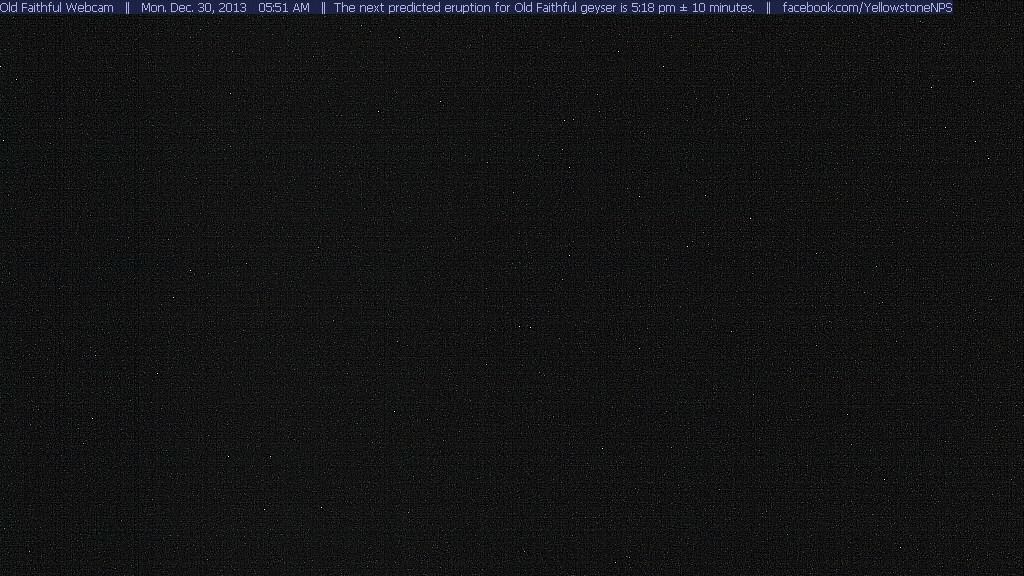 Old Faithful Webcam || Mon. Dec. 30, 2013 05:51 AM || The next predicted eruption for Old Faithful geyser is 5:18 pm ± 10 minutes. || facebook.com/YellowstoneNPS